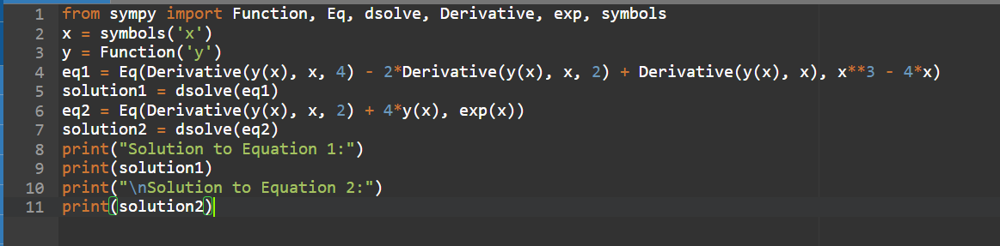 1 from sympy import Function, Eq, dsolve, Derivative, exp, symbols
2 x = symbols('x')
3 y = Function('y')
4 eq1 = Eq(Derivative(y(x), x, 4) - 2*Derivative(y(x), x, 2) + Derivative(y(x), x), x**3 - 4*x)
5 solution1 = dsolve(eq1)
6 eq2 = Eq(Derivative(y(x), x, 2) + 4*y(x), exp(x))
7 solution2 = dsolve(eq2)
8 print("Solution to Equation 1:")
9 print(solution1)
10 print("\nSolution to Equation 2:")
11 print(solution2)